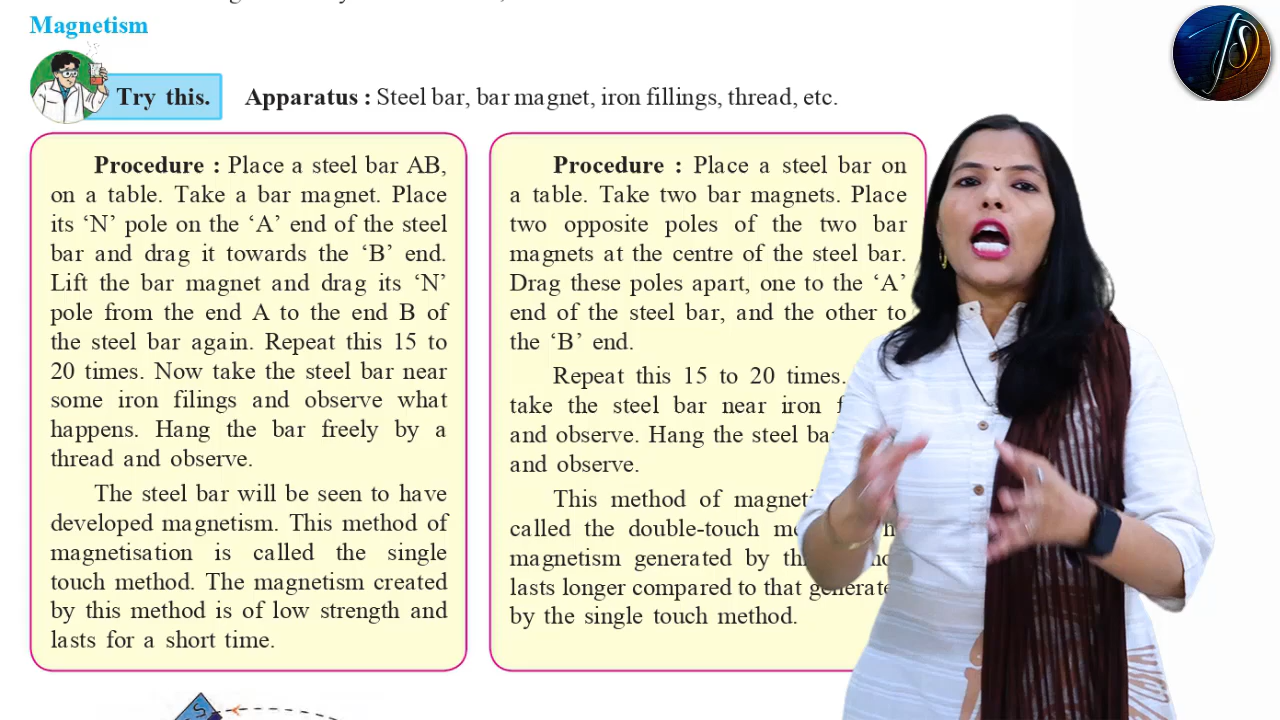 Magnetism
Try this.
Apparatus : Steel bar, bar magnet, iron fillings, thread, etc.
Procedure : Place a steel bar AB,
on a table. Take a bar magnet. Place
its ‘N’ pole on the ‘A’ end of the steel
bar and drag it towards the ‘B’ end.
Lift the bar magnet and drag its ‘N’
pole from the end A to the end B of
the steel bar again. Repeat this 15 to
20 times. Now take the steel bar near
some iron filings and observe what
happens. Hang the bar freely by a
thread and observe.
The steel bar will be seen to have
developed magnetism. This method of
magnetisation is called the single
touch method. The magnetism created
by this method is of low strength and
lasts for a short time.
Procedure : Place a steel bar on
a table. Take two bar magnets. Place
two opposite poles of the two bar
magnets at the centre of the steel bar.
Drag these poles apart, one to the ‘A’
end of the steel bar, and the other to
the ‘B’ end.
Repeat this 15 to 20 times.
take the steel bar near iron
and observe. Hang the steel
and observe.
This method of
called the double-touch
magnetism generated by
lasts longer compared to that
by the single touch method.
S